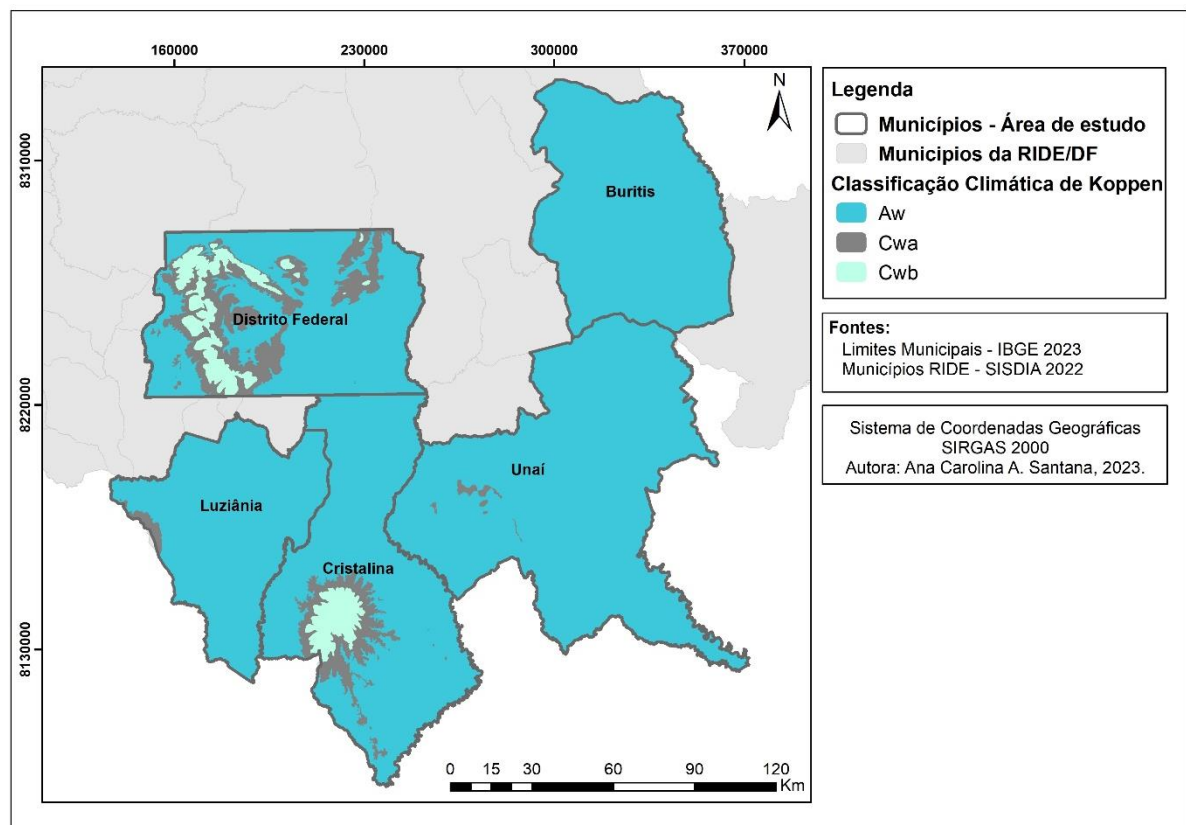 160000
230000
300000
370000
8310000
8220000
8130000
N
Buritis
Distrito Federal
Unaí
Luziânia
Cristalina
0 15 30 60 90 120
Km
Legenda
Municípios - Área de estudo
Municipios da RIDE/DF
Classificação Climática de Koppen
Aw
Cwa
Cwb
Fontes:
Limites Municipais - IBGE 2023
Municípios RIDE - SISDIA 2022
Sistema de Coordenadas Geográficas
SIRGAS 2000
Autora: Ana Carolina A. Santana, 2023.